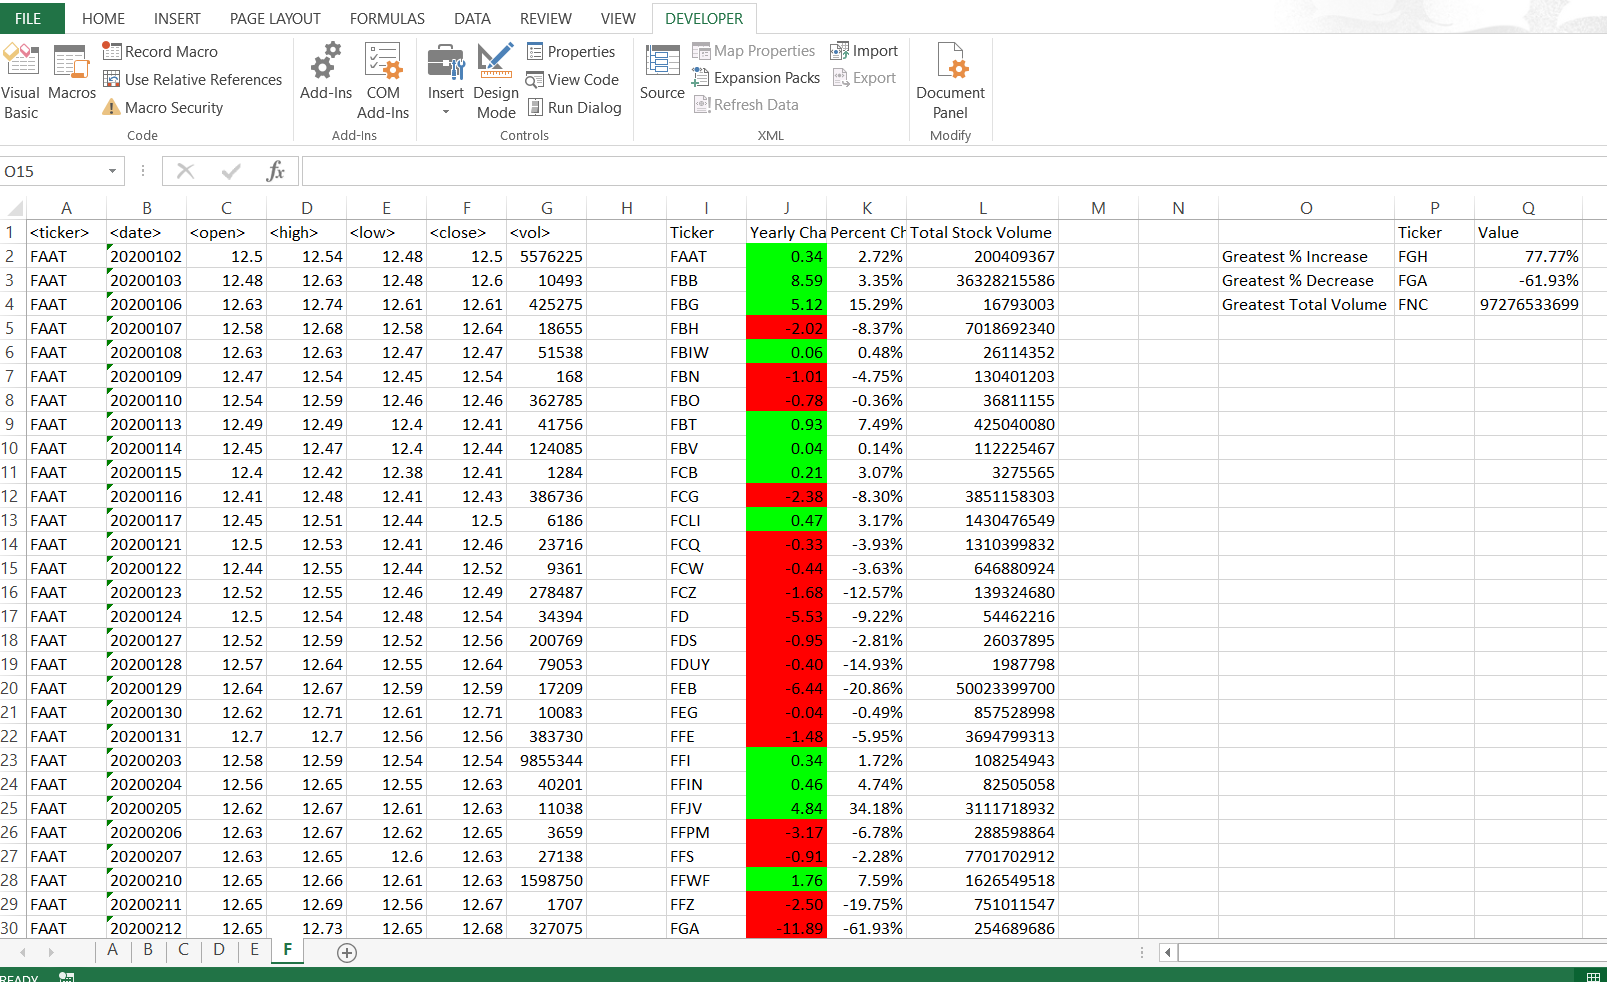 FILE HOME INSERT PAGE LAYOUT FORMULAS DATA REVIEW VIEW DEVELOPER
Visual Basic
Macros
Record Macro
Use Relative References
Macro Security
Code
Add-Ins
COM Add-Ins
Add-Ins
Insert
Design Mode
Properties
View Code
Run Dialog
Controls
Source
Map Properties
Expansion Packs
Refresh Data
Import
Export
XML
Document Panel
Modify
O15 fx
A B C D E F G H I J K L M N O P Q
1 <ticker> <date> <open> <high> <low> <close> <vol> Ticker Yearly Cha Percent Ch Total Stock Volume Ticker Value
2 FAAT 20200102 12.5 12.54 12.48 12.5 5576225 FAAT 0.34 2.72% 200409367 Greatest % Increase FGH 77.77%
3 FAAT 20200103 12.48 12.63 12.48 12.6 10493 FBB 8.59 3.35% 36328215586 Greatest % Decrease FGA -61.93%
4 FAAT 20200106 12.63 12.74 12.61 12.61 425275 FBG 5.12 15.29% 16793003 Greatest Total Volume FNC 97276533699
5 FAAT 20200107 12.58 12.68 12.58 12.64 18655 FBH -2.02 -8.37% 7018692340
6 FAAT 20200108 12.63 12.63 12.47 12.47 51538 FBIW 0.06 0.48% 26114352
7 FAAT 20200109 12.47 12.54 12.45 12.54 168 FBN -1.01 -4.75% 130401203
8 FAAT 20200110 12.54 12.59 12.46 12.46 362785 FBO -0.78 -0.36% 36811155
9 FAAT 20200113 12.49 12.49 12.4 12.41 41756 FBT 0.93 7.49% 425040080
10 FAAT 20200114 12.45 12.47 12.4 12.44 124085 FBV 0.04 0.14% 112225467
11 FAAT 20200115 12.4 12.42 12.38 12.41 1284 FCB 0.21 3.07% 3275565
12 FAAT 20200116 12.41 12.48 12.41 12.43 386736 FCG -2.38 -8.30% 3851158303
13 FAAT 20200117 12.45 12.51 12.44 12.5 6186 FCLI 0.47 3.17% 1430476549
14 FAAT 20200121 12.5 12.53 12.41 12.46 23716 FCQ -0.33 -3.93% 1310399832
15 FAAT 20200122 12.44 12.55 12.44 12.52 9361 FCW -0.44 -3.63% 646880924
16 FAAT 20200123 12.52 12.55 12.46 12.49 278487 FCZ -1.68 -12.57% 139324680
17 FAAT 20200124 12.5 12.54 12.48 12.54 34394 FD -5.53 -9.22% 54462216
18 FAAT 20200127 12.52 12.59 12.52 12.56 200769 FDS -0.95 -2.81% 26037895
19 FAAT 20200128 12.57 12.64 12.55 12.64 79053 FDUY -0.40 -14.93% 1987798
20 FAAT 20200129 12.64 12.67 12.59 12.59 17209 FEB -6.44 -20.86% 50023399700
21 FAAT 20200130 12.62 12.71 12.61 12.71 10083 FEG -0.04 -0.49% 857528998
22 FAAT 20200131 12.7 12.7 12.56 12.56 383730 FFE -1.48 -5.95% 3694799313
23 FAAT 20200203 12.58 12.59 12.54 12.54 9855344 FFI 0.34 1.72% 108254943
24 FAAT 20200204 12.56 12.65 12.55 12.63 40201 FFIN 0.46 4.74% 82505058
25 FAAT 20200205 12.62 12.67 12.61 12.63 11038 FFJV 4.84 34.18% 3111718932
26 FAAT 20200206 12.63 12.67 12.62 12.65 3659 FFPM -3.17 -6.78% 288598864
27 FAAT 20200207 12.63 12.65 12.6 12.63 27138 FFS -0.91 -2.28% 7701702912
28 FAAT 20200210 12.65 12.66 12.61 12.63 1598750 FFWF 1.76 7.59% 1626549518
29 FAAT 20200211 12.65 12.69 12.56 12.67 1707 FFZ -2.50 -19.75% 751011547
30 FAAT 20200212 12.65 12.73 12.65 12.68 327075 FGA -11.89 -61.93% 254689686
A B C D E F
READY